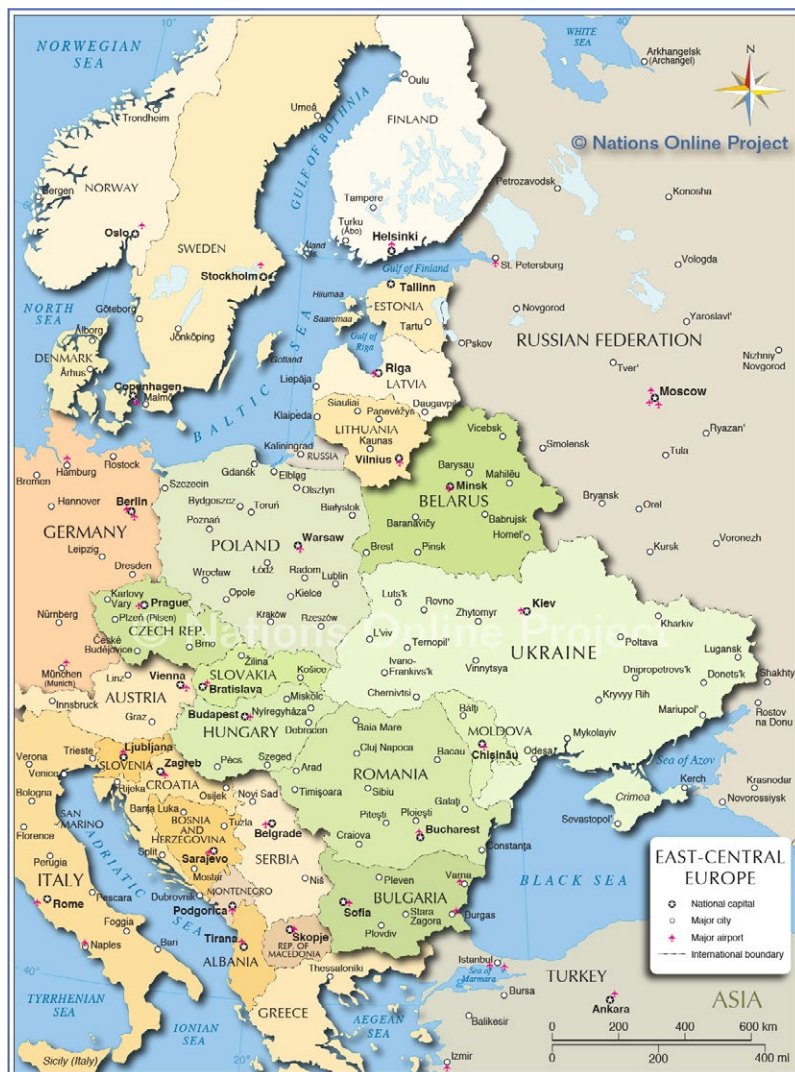 NORWEGIAN
SEA
10°
WHITE
SEA
Arkhangelsk
(Archangel)
N
Oulu
Umeå
Trondheim
FINLAND
© Nations Online Project
GULF OF BOTHNIA
Bergen
NORWAY
Petrozavodsk
Konosha
Tampere
Turku
(Åbo)
Oslo
SWEDEN
Helsinki
Åland
Is.
Stockholm
Gulf of Finland
St. Petersburg
Vologda
Tallinn
NORTH
SEA
Göteborg
Hiiumaa
Saaremaa
ESTONIA
Tartu
Novgorod
Yaroslavl'
Ålborg
Jönköping
Gotland
Gulf of
Riga
Pskov
RUSSIAN FEDERATION
DENMARK
Århus
Tver'
Nizhniy
Novgorod
Riga
Copenhagen
Malmö
Liepāja
LATVIA
Moscow
BALTIC SEA
Klaipeda
Siauliai
Panevėžys
Daugavpils
LITHUANIA
Kaunas
Vicebsk
Ryazan'
Kaliningrad
RUSSIA
Vilnius
Smolensk
Tula
Rostock
Hamburg
Gdańsk
Elbląg
Barysau
Mahilëu
Bremen
Szczecin
Olsztyn
Minsk
BELARUS
Bryansk
Orel
Hannover
Berlin
Bydgoszcz
Toruń
Białystok
Baranavičy
Babrujsk
GERMANY
Poznań
Homel'
Voronezh
POLAND
Warsaw
Brest
Pinsk
Kursk
Leipzig
Łódź
Radom
Lublin
Dresden
Wrocław
Opole
Kielce
Luts'k
Rovno
Kiev
Karlovy
Vary
Prague
Zhytomyr
Kharkiv
Nürnberg
Plzeň (Pilsen)
Kraków
Rzeszów
L'viv
Ternopil'
Poltava
© Nations Online Project
CZECH REP.
Brno
České
Budějovice
Žilina
Ivano-
Frankivs'k
Vinnytsya
UKRAINE
Lugansk
München
(Munich)
Linz
SLOVAKIA
Košice
Dnipropetrovs'k
Donets'k
Shakhty
Vienna
Bratislava
Chernivtsi
Kryvyy Rih
Innsbruck
AUSTRIA
Miskolc
Mariupol'
Rostov
na Donu
Graz
Budapest
Nyíregyháza
Baia Mare
Bălţi
Debrecen
MOLDOVA
Mykolayiv
HUNGARY
Cluj Napoca
Bacau
Chişinău
Odesa
Ljubljana
Verona
Trieste
SLOVENIA
Zagreb
Pécs
Szeged
Arad
ROMANIA
Sea of Azov
Venice
CROATIA
Timişoara
Sibiu
Kerch
Krasnodar
Bologna
Rijeka
Osijek
Novi Sad
Galaţi
Crimea
Novorossiysk
SAN
MARINO
Banja Luka
Piteşti
Ploieşti
Sevastopol'
Florence
BOSNIA
AND
HERZEGOVINA
Tuzla
Belgrade
Bucharest
Perugia
Split
Sarajevo
Craiova
Constanţa
ADRIATIC
SEA
Mostar
SERBIA
EAST-CENTRAL
EUROPE
ITALY
Niš
Pleven
Varna
BLACK SEA
National capital
Pescara
Dubrovnik
MONTENEGRO
BULGARIA
Major city
Rome
Podgorica
Sofia
Stara
Zagora
Burgas
Major airport
Foggia
Skopje
Plovdiv
International boundary
Naples
Bari
Tirana
REP. OF
MACEDONIA
ALBANIA
Istanbul
40°
Thessaloniki
Sea of
Marmara
TURKEY
Bursa
ASIA
TYRRHENIAN
SEA
Ankara
GREECE
Balikesir
IONIAN
SEA
AEGEAN
SEA
0 200 400 600 km
Sicily (Italy)
20°
Izmir
0 200 400 ml